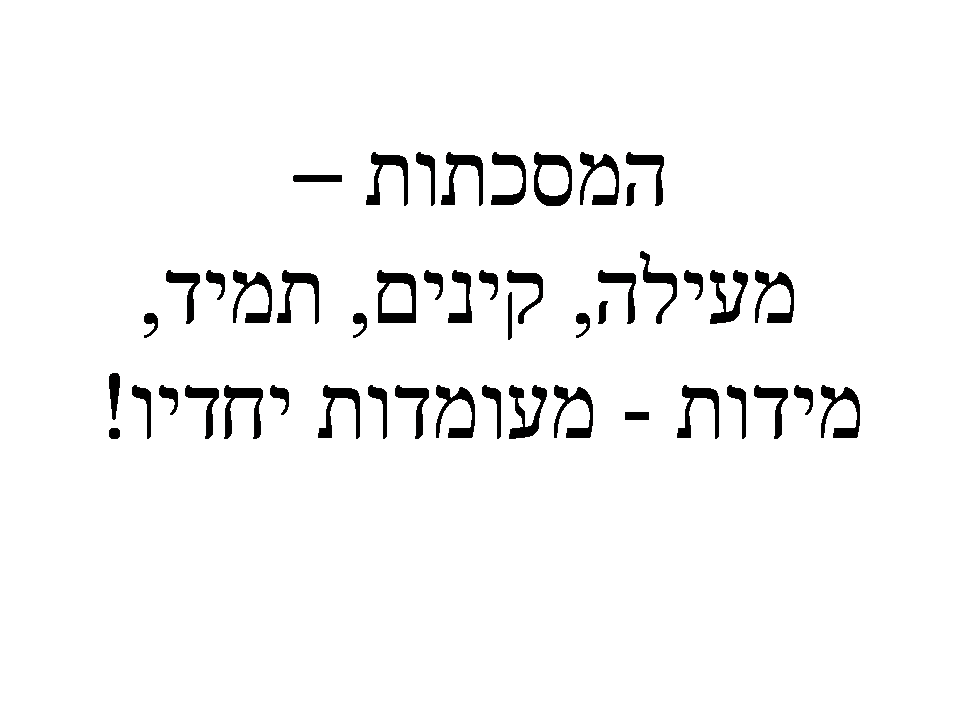 המסכתות –
מעילה, קינים, תמיד,
מידות - מעומדות יחדיו!